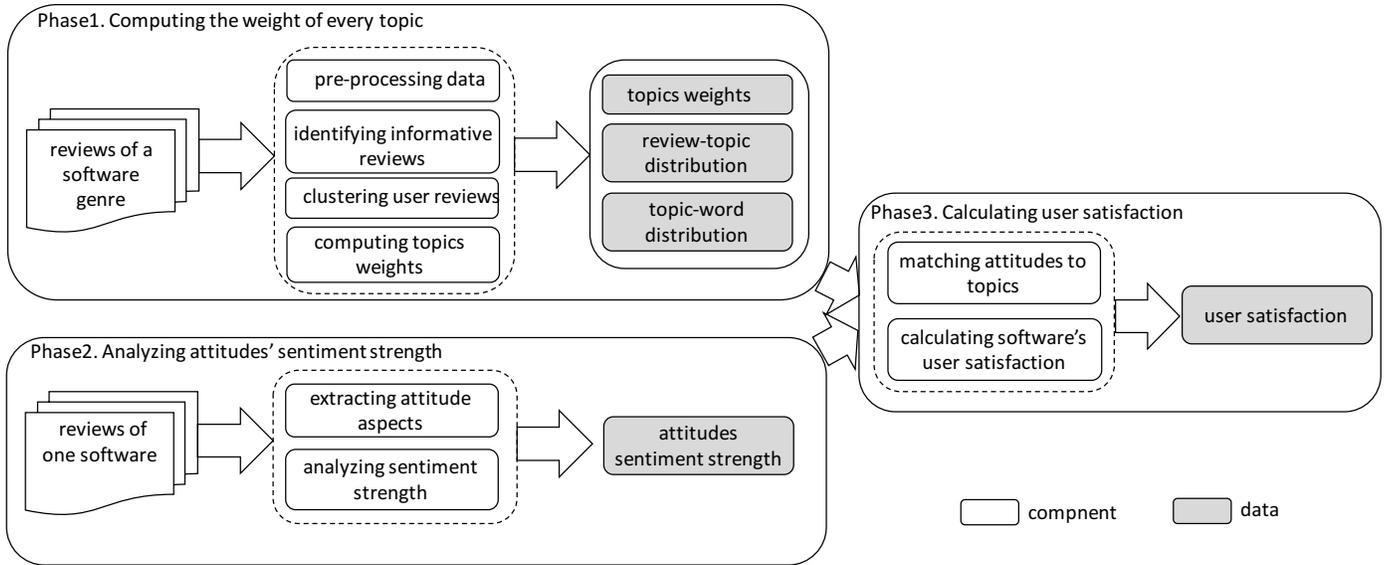 Phase1. Computing the weight of every topic
reviews of a
software
genre
pre-processing data
identifying informative
reviews
clustering user reviews
computing topics
weights
topics weights
review-topic
distribution
topic-word
distribution
Phase2. Analyzing attitudes’ sentiment strength
reviews of
one software
extracting attitude
aspects
analyzing sentiment
strength
attitudes
sentiment strength
Phase3. Calculating user satisfaction
matching attitudes to
topics
calculating software’s
user satisfaction
user satisfaction
compnent
data